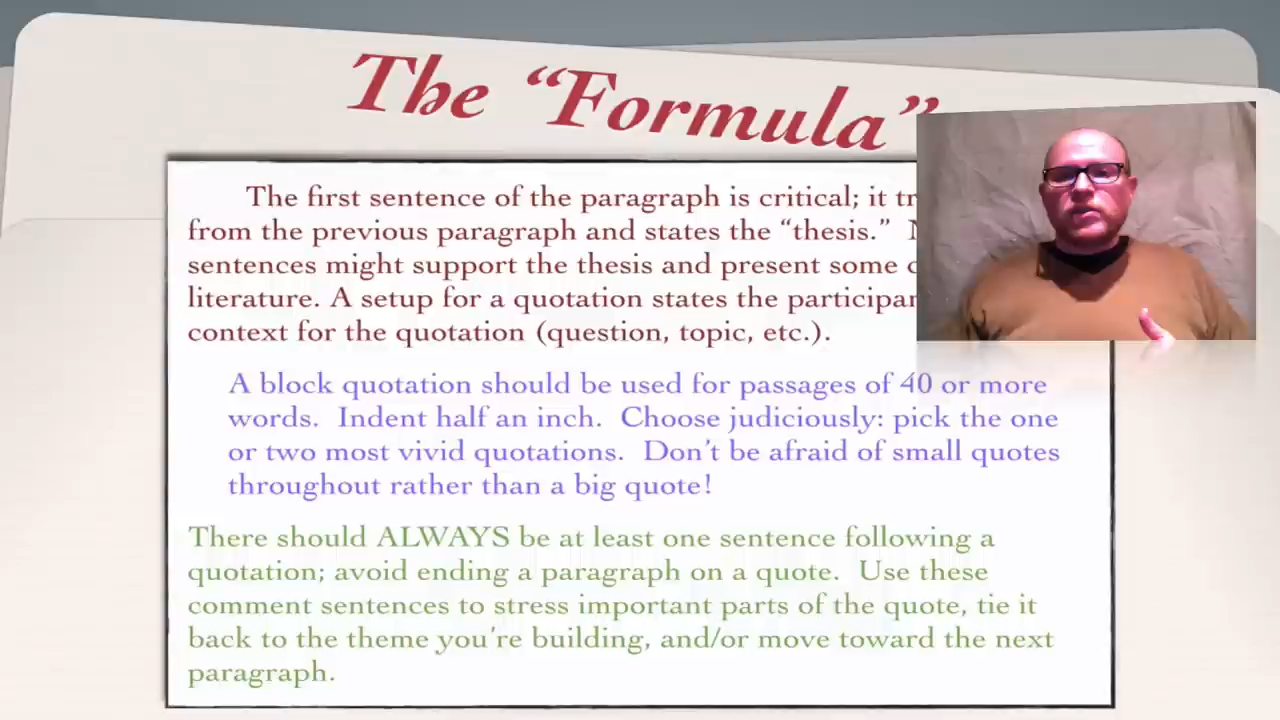 The “Formula”
The first sentence of the paragraph is critical; it
from the previous paragraph and states the “thesis.”
sentences might support the thesis and present some
literature. A setup for a quotation states the
context for the quotation (question, topic, etc.).
A block quotation should be used for passages of 40 or more
words. Indent half an inch. Choose judiciously: pick the one
or two most vivid quotations. Don’t be afraid of small quotes
throughout rather than a big quote!
There should ALWAYS be at least one sentence following a
quotation; avoid ending a paragraph on a quote. Use these
comment sentences to stress important parts of the quote, tie it
back to the theme you’re building, and/or move toward the next
paragraph.